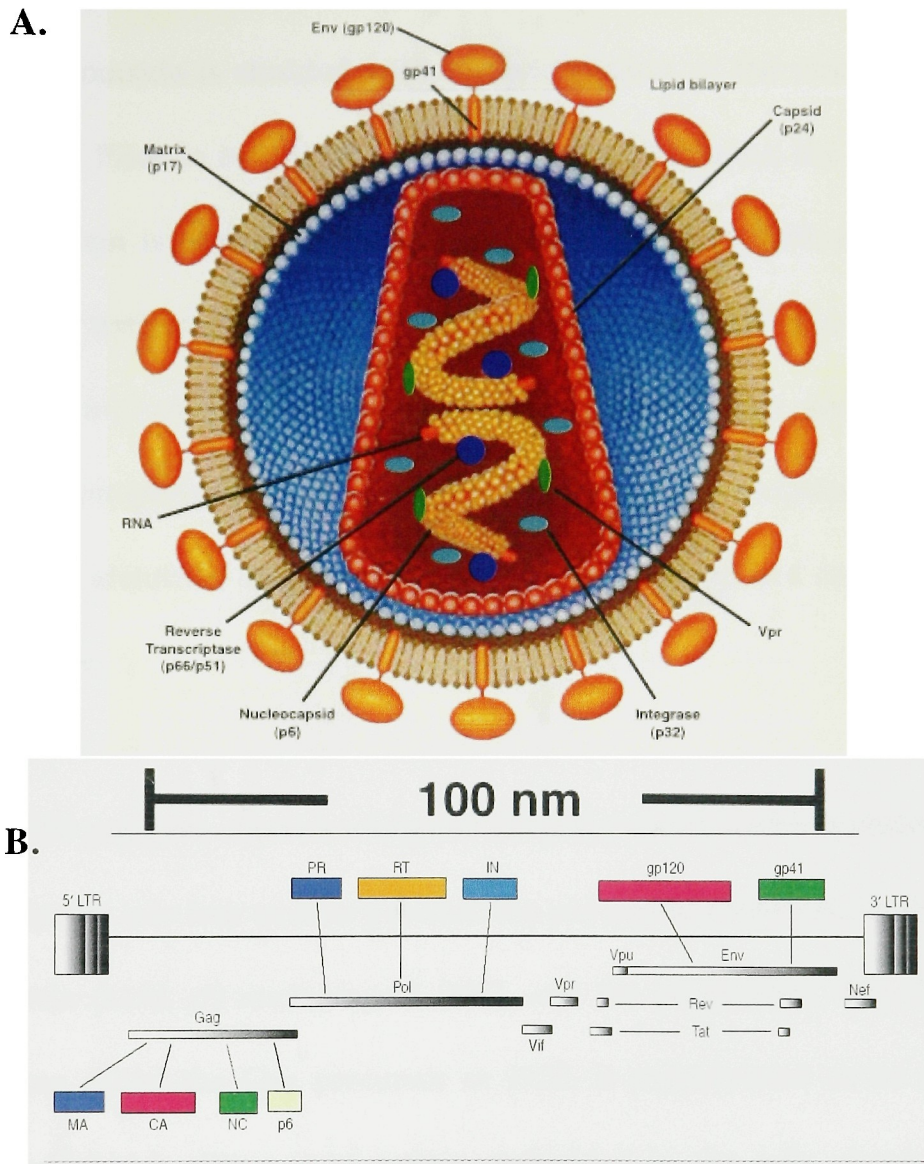 A.
Env (gp120)
gp41
Lipid bilayer
Capsid
(p24)
Matrix
(p17)
RNA
Reverse
Transcriptase
(p66/p51)
Vpr
Nucleocapsid
(p6)
Integrase
(p32)
100 nm
B.
PR
RT
IN
gp120
gp41
5' LTR
3' LTR
Vpu
Env
Pol
Vpr
Rev
Nef
Gag
Vif
Tat
MA
CA
NC
p6